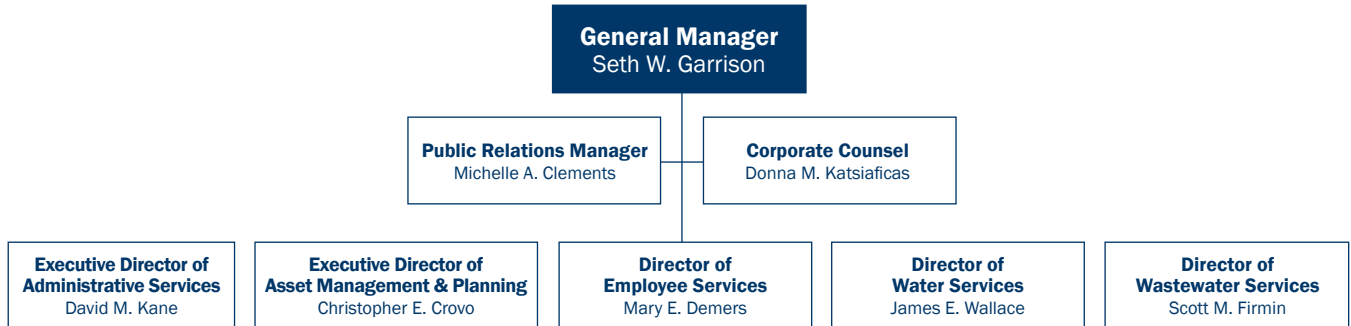 General Manager
Seth W. Garrison
Public Relations Manager
Michelle A. Clements
Corporate Counsel
Donna M. Katsiaficas
Executive Director of
Administrative Services
David M. Kane
Executive Director of
Asset Management & Planning
Christopher E. Crovo
Director of
Employee Services
Mary E. Demers
Director of
Water Services
James E. Wallace
Director of
Wastewater Services
Scott M. Firmin